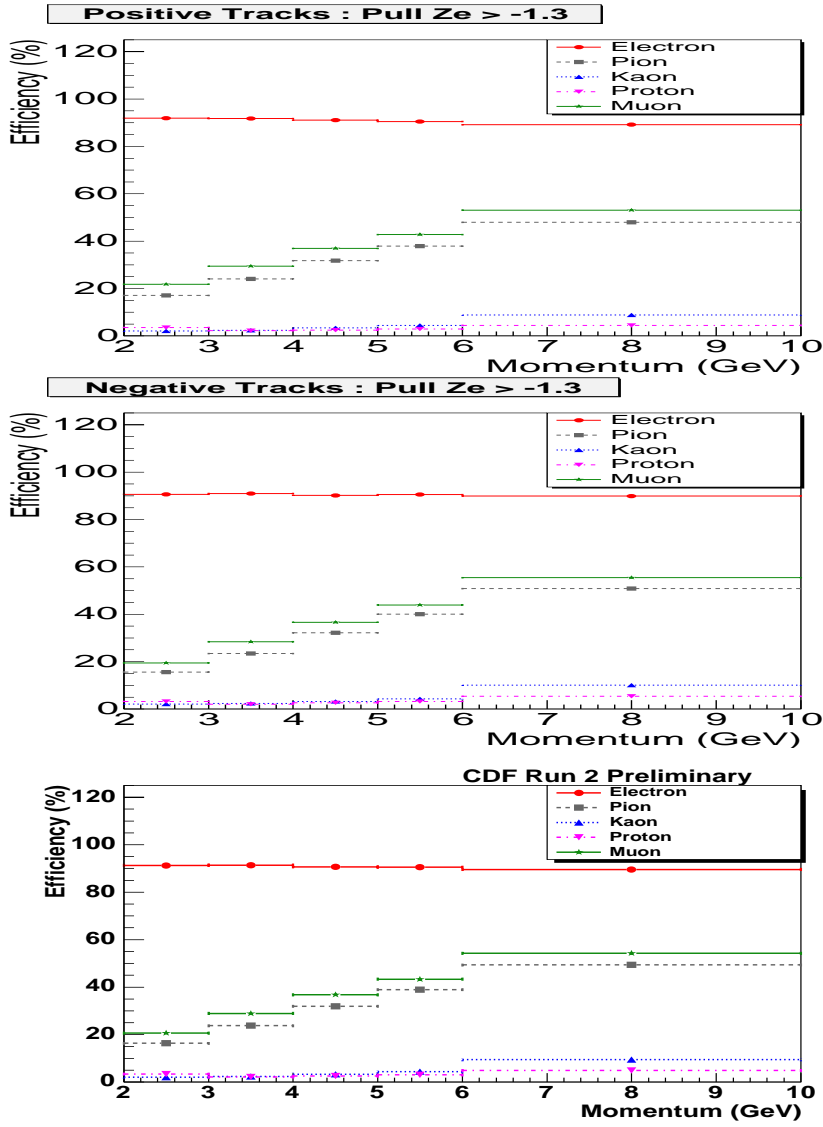 Positive Tracks : Pull Ze > -1.3
Efficiency (%)
120
100
80
60
40
20
0
Electron
Pion
Kaon
Proton
Muon
2 3 4 5 6 7 8 9 10
Momentum (GeV)
Negative Tracks : Pull Ze > -1.3
Efficiency (%)
120
100
80
60
40
20
0
Electron
Pion
Kaon
Proton
Muon
2 3 4 5 6 7 8 9 10
Momentum (GeV)
CDF Run 2 Preliminary
Efficiency (%)
120
100
80
60
40
20
0
Electron
Pion
Kaon
Proton
Muon
2 3 4 5 6 7 8 9 10
Momentum (GeV)